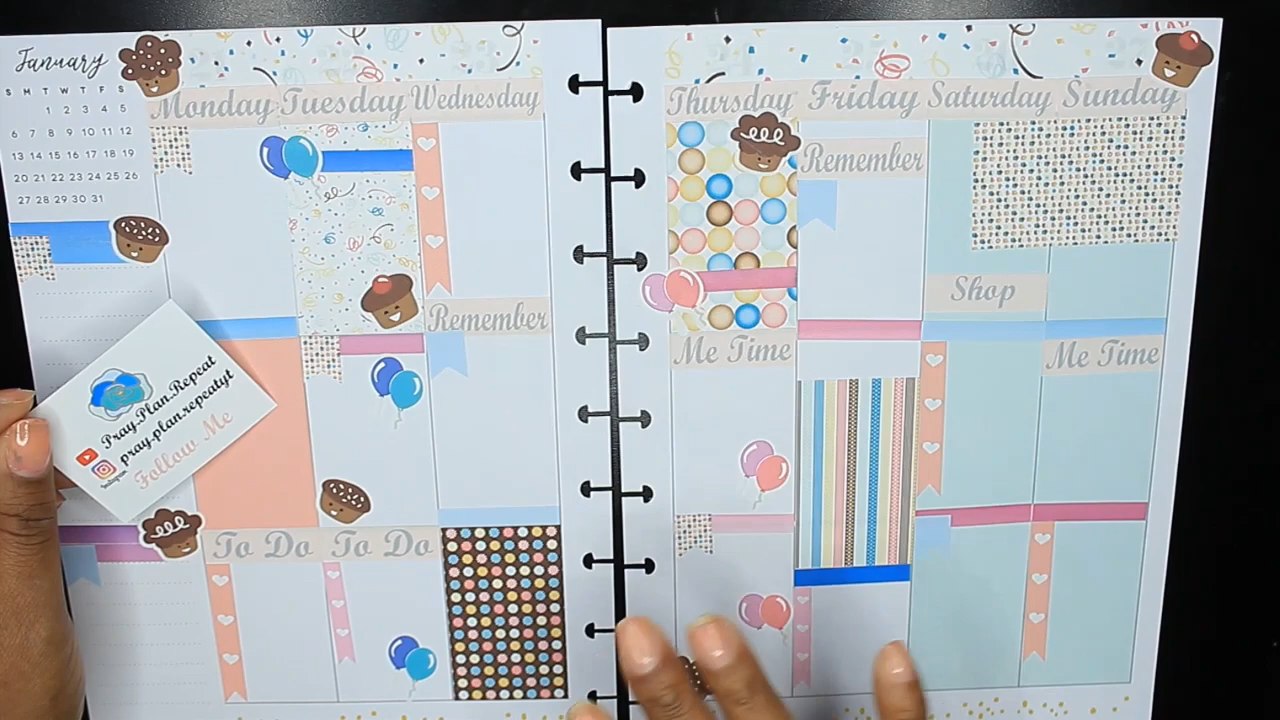 January
S M T W T F S
1 2 3 4 5
6 7 8 9 10 11 12
13 14 15 16 17 18 19
20 21 22 23 24 25 26
27 28 29 30 31
Monday Tuesday Wednesday
Thursday Friday Saturday Sunday
Remember
Shop
Remember
Me Time
Me Time
Pray.Plan.Repeat
pray-plan.repeatyt
Instagram
Follow Me
To Do To Do